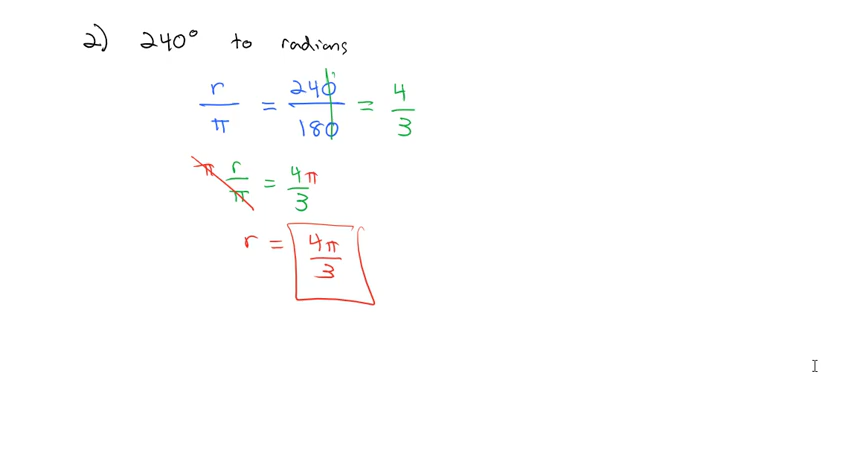 2) 240° to radians
r/π = 240/180 = 4/3
π r/π = 4π/3
r = 4π/3